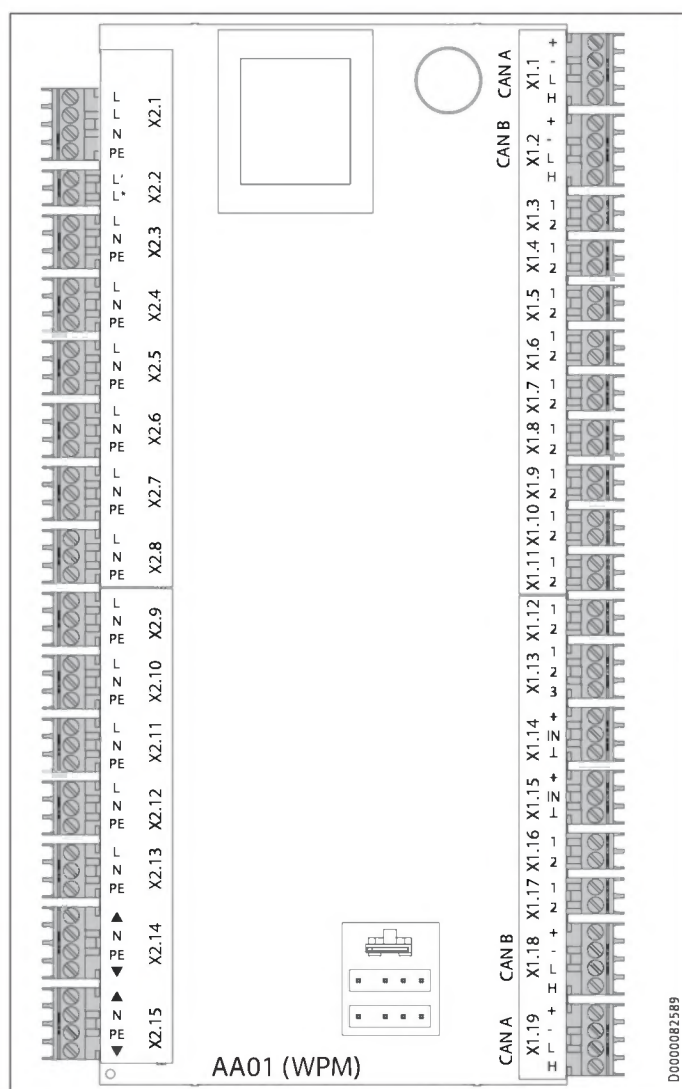 L
L
N
PE
X2.1
L'
L*
X2.2
L
N
PE
X2.3
L
N
PE
X2.4
L
N
PE
X2.5
L
N
PE
X2.6
L
N
PE
X2.7
L
N
PE
X2.8
L
N
PE
X2.9
L
N
PE
X2.10
L
N
PE
X2.11
L
N
PE
X2.12
L
N
PE
X2.13
▲
N
PE
▼
X2.14
▲
N
PE
▼
X2.15
CAN A
X1.1
+
-
L
H
CAN B
X1.2
+
-
L
H
X1.3
1
2
X1.4
1
2
X1.5
1
2
X1.6
1
2
X1.7
1
2
X1.8
1
2
X1.9
1
2
X1.10
1
2
X1.11
1
2
X1.12
1
2
X1.13
1
2
3
X1.14
+
IN
⊥
X1.15
+
IN
⊥
X1.16
1
2
X1.17
1
2
CAN B
X1.18
+
-
L
H
CAN A
X1.19
+
-
L
H
AA01 (WPM)
D0000082589